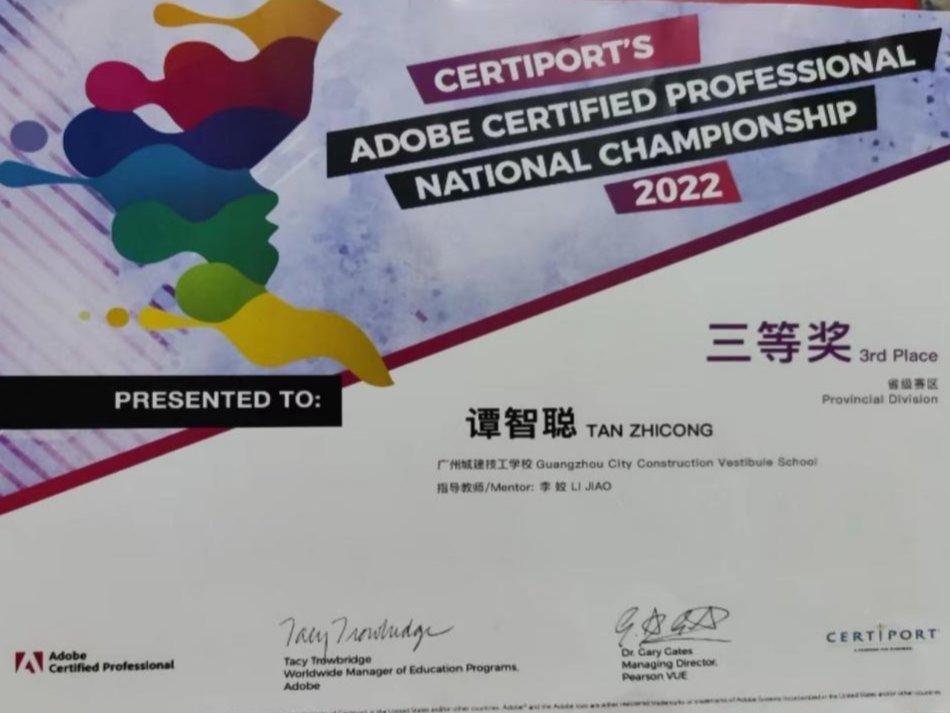 CERTIPORT'S
ADOBE CERTIFIED PROFESSIONAL
NATIONAL CHAMPIONSHIP
2022
三等奖 3rd Place
省级赛区
Provincial Division
PRESENTED TO:
谭智聪 TAN ZHICONG
广州城建技工学校 Guangzhou City Construction Vestibule School
指导教师/Mentor: 李姣 LI JIAO
Adobe
Certified Professional
Tacy Trowbridge
Tacy Trowbridge
Worldwide Manager of Education Programs,
Adobe
Dr. Gary Gates
Managing Director,
Pearson VUE
CERTIPORT